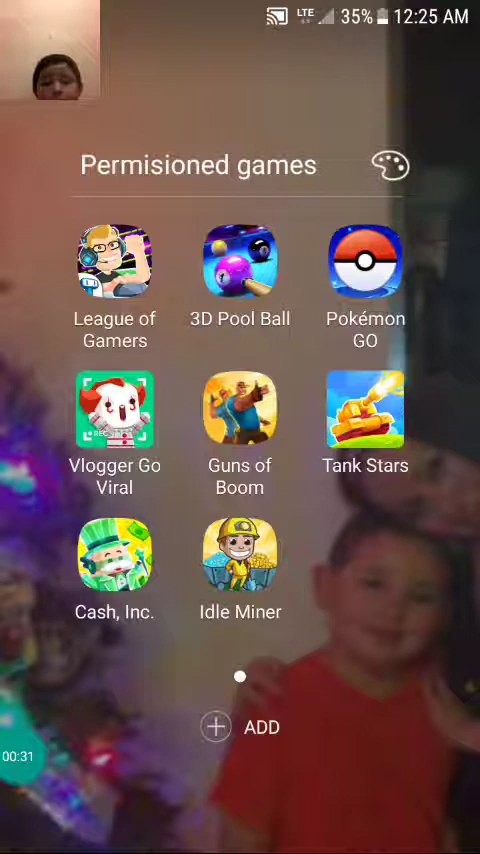 LTE 35% 12:25 AM
Permisioned games
League of Gamers
3D Pool Ball
Pokémon GO
REC
Vlogger Go Viral
Guns of Boom
Tank Stars
Cash, Inc.
Idle Miner
ADD
00:31